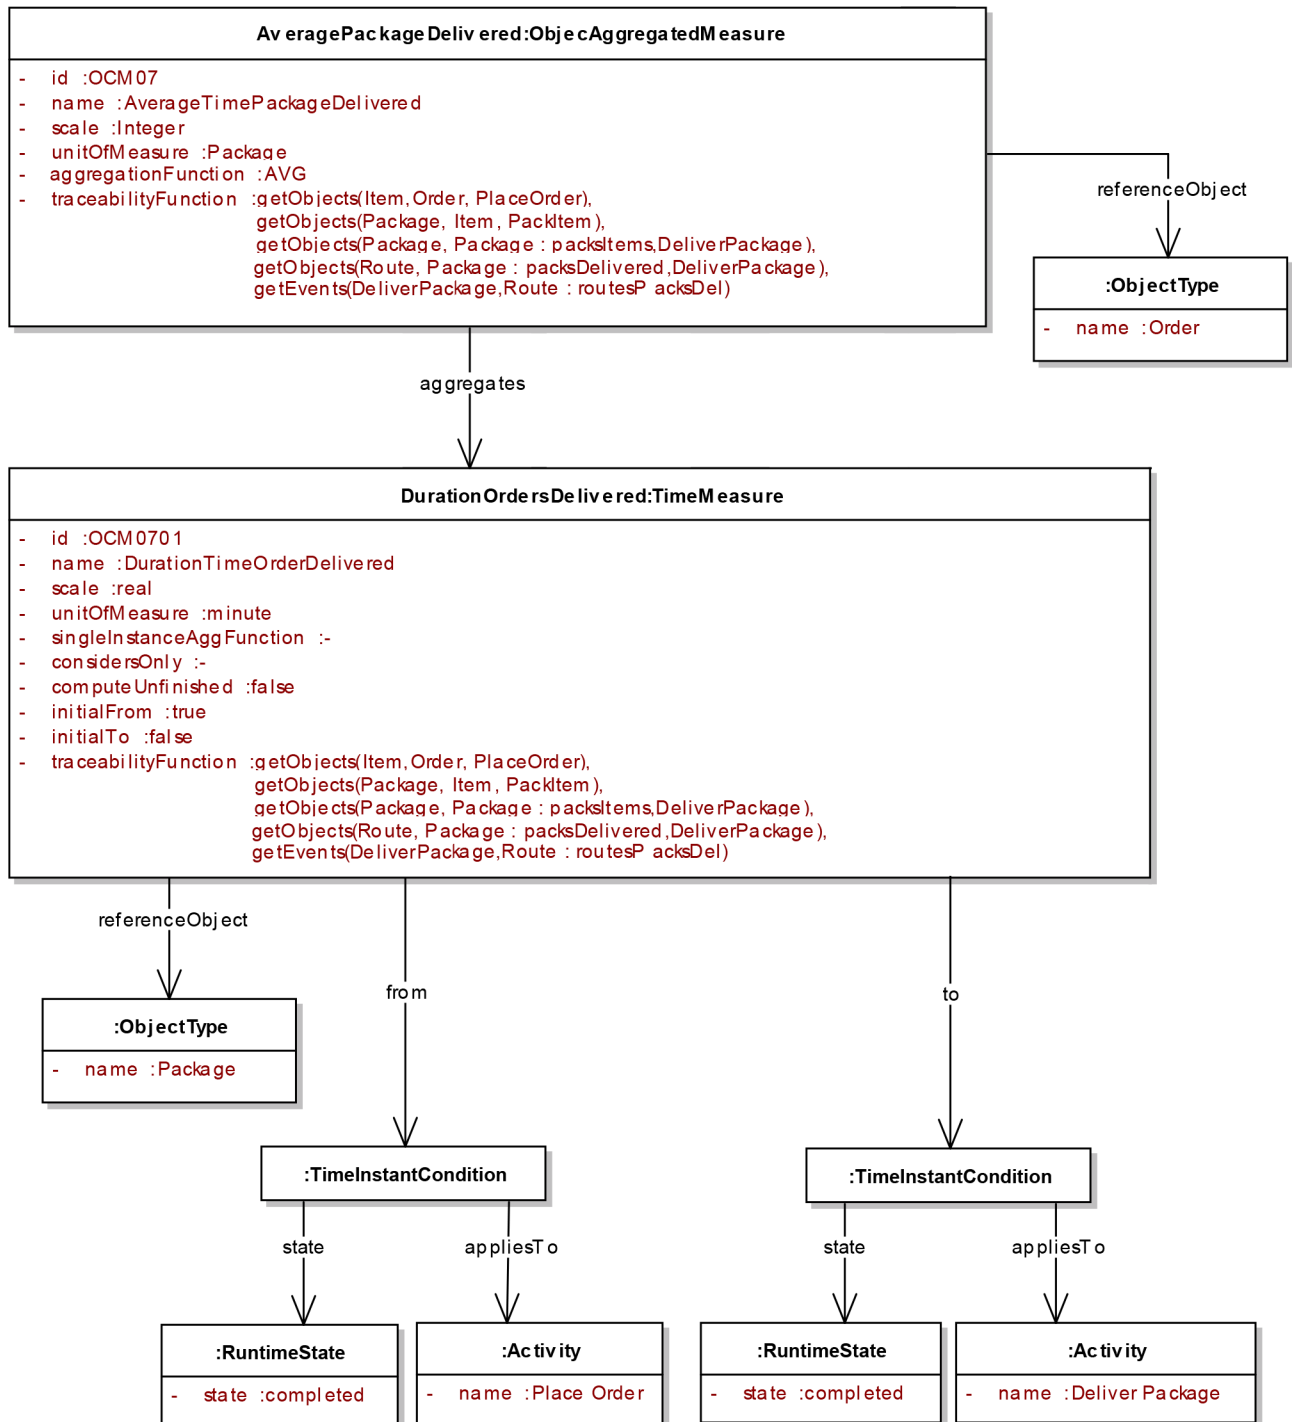 AveragePackageDelivered:ObjecAggregatedMeasure
- id :OCM07
- name :AverageTimePackageDelivered
- scale :Integer
- unitOfMeasure :Package
- aggregationFunction :AVG
- traceabilityFunction :getObjects(Item,Order, PlaceOrder),
getObjects(Package, Item, PackItem),
getObjects(Package, Package : packsItems,DeliverPackage),
getObjects(Route, Package : packsDelivered,DeliverPackage),
getEvents(DeliverPackage,Route : routesPacksDel)
referenceObject
:ObjectType
- name :Order
aggregates
DurationOrdersDelivered:TimeMeasure
- id :OCM0701
- name :DurationTimeOrderDelivered
- scale :real
- unitOfMeasure :minute
- singleInstanceAggFunction :-
- considersOnly :-
- computeUnfinished :false
- initialFrom :true
- initialTo :false
- traceabilityFunction :getObjects(Item,Order, PlaceOrder),
getObjects(Package, Item, PackItem),
getObjects(Package, Package : packsItems,DeliverPackage),
getObjects(Route, Package : packsDelivered,DeliverPackage),
getEvents(DeliverPackage,Route : routesPacksDel)
referenceObject
from
to
:ObjectType
- name :Package
:TimeInstantCondition
:TimeInstantCondition
state
appliesTo
state
appliesTo
:RuntimeState
- state :completed
:Activity
- name :Place Order
:RuntimeState
- state :completed
:Activity
- name :Deliver Package